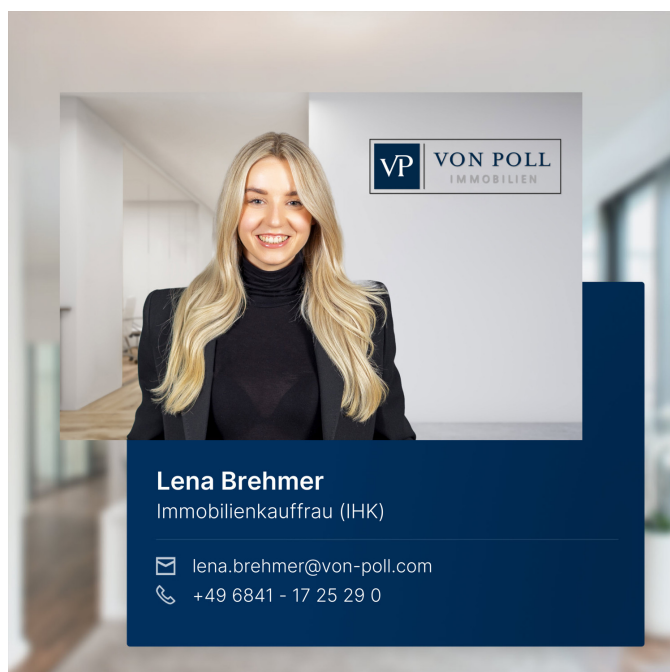 VP VON POLL
IMMOBILIEN
Lena Brehmer
Immobilienkauffrau (IHK)
lena.brehmer@von-poll.com
+49 6841 - 17 25 29 0